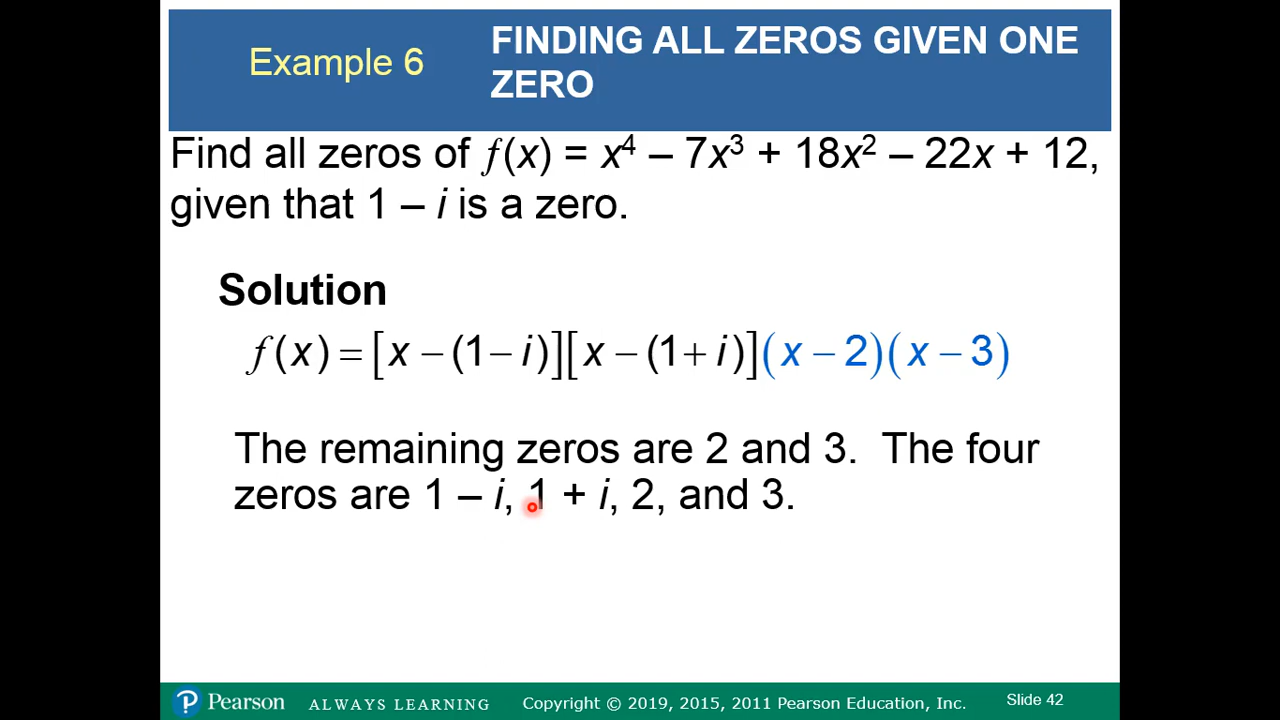 Example 6
FINDING ALL ZEROS GIVEN ONE
ZERO
Find all zeros of f(x) = x⁴ – 7x³ + 18x² – 22x + 12,
given that 1 – i is a zero.
Solution
f(x) = [x – (1 – i)][x – (1 + i)](x – 2)(x – 3)
The remaining zeros are 2 and 3. The four
zeros are 1 – i, 1 + i, 2, and 3.
P Pearson ALWAYS LEARNING Copyright © 2019, 2015, 2011 Pearson Education, Inc. Slide 42